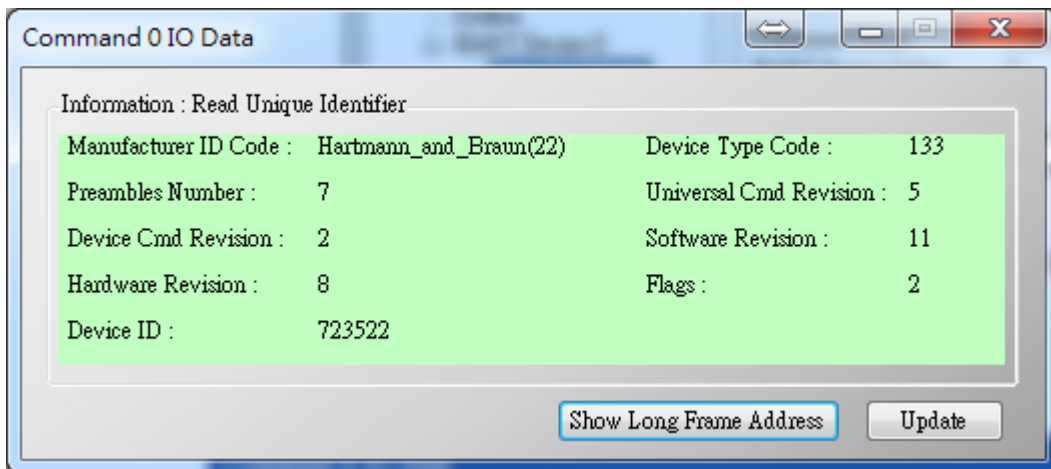 Command 0 IO Data
Information : Read Unique Identifier
Manufacturer ID Code : Hartmann_and_Braun(22) Device Type Code : 133
Preambles Number : 7 Universal Cmd Revision : 5
Device Cmd Revision : 2 Software Revision : 11
Hardware Revision : 8 Flags : 2
Device ID : 723522
Show Long Frame Address Update